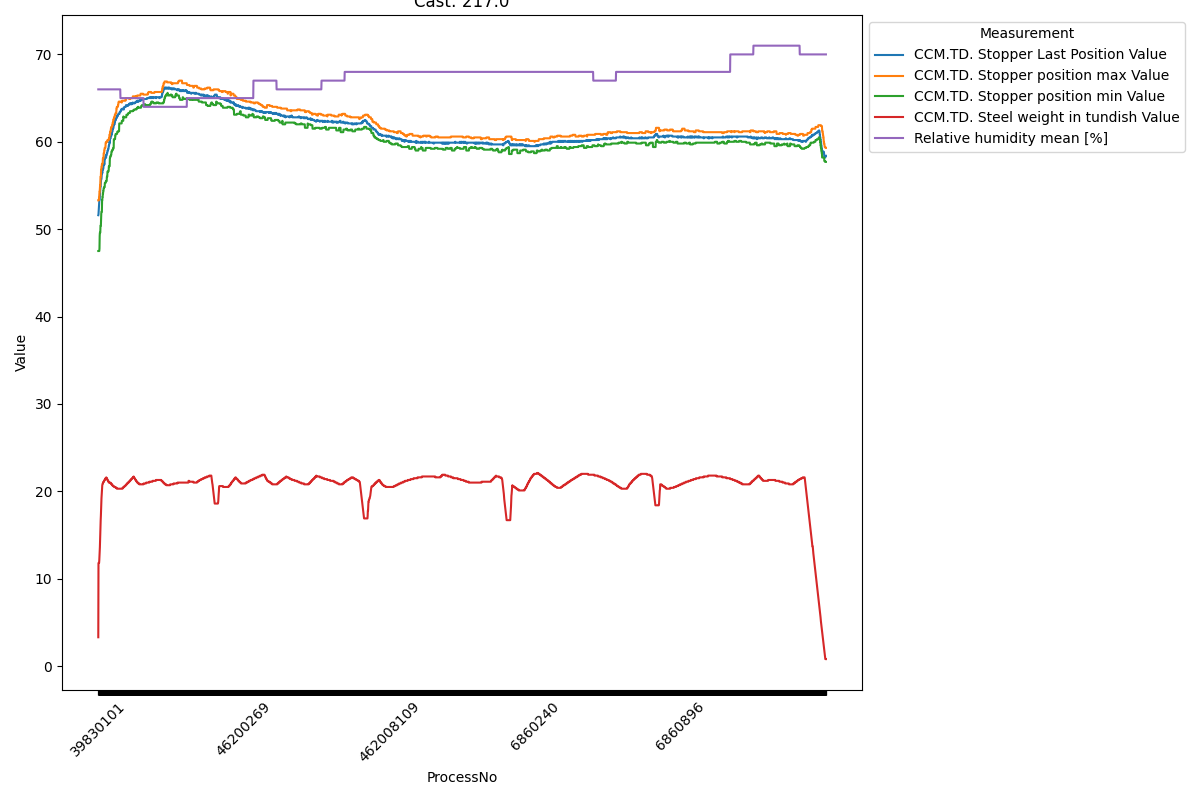 Cast: 217.0
Measurement
CCM.TD. Stopper Last Position Value
CCM.TD. Stopper position max Value
CCM.TD. Stopper position min Value
CCM.TD. Steel weight in tundish Value
Relative humidity mean [%]
Value
70
60
50
40
30
20
10
0
39830101
46200269
462008109
6860240
6860896
ProcessNo